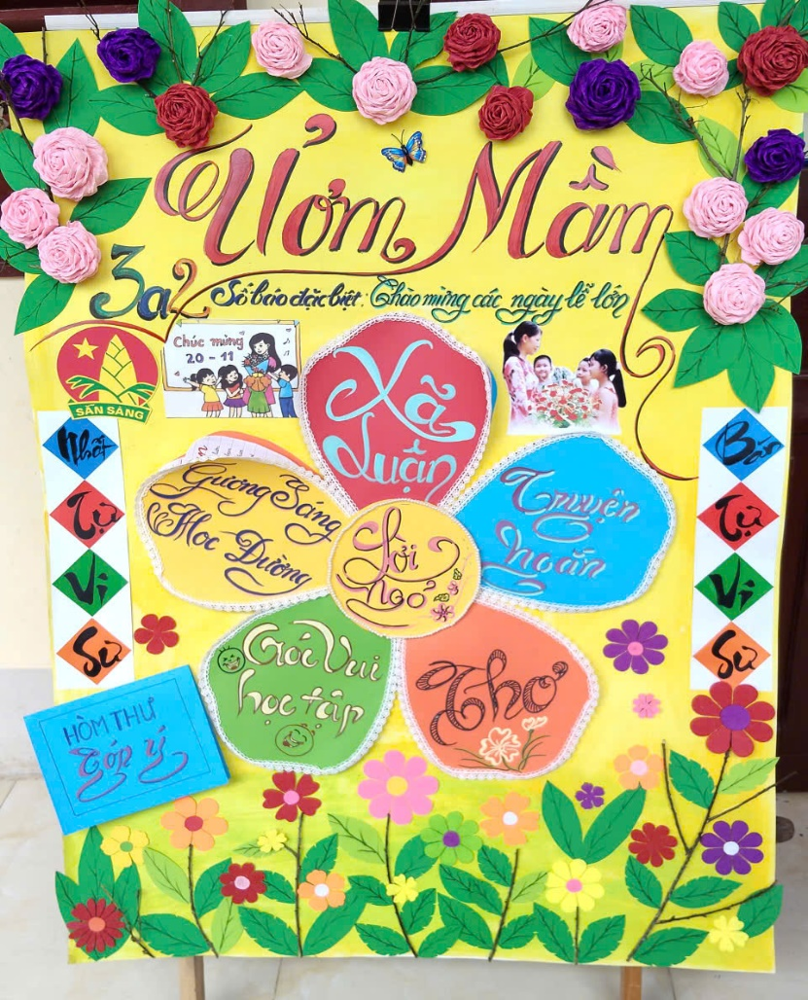 Ươm Mầm
3a2
Số báo đặc biệt: Chào mừng các ngày lễ lớn
Chúc mừng
20 - 11
SẴN SÀNG
Xã
Luận
Gương Sáng
Học Đường
Truyện
ngắn
Lời
ngỏ
Góc Vui
học tập
Thơ
Nhất
Tự
Vi
Sư
Bán
Tự
Vi
Sư
HÒM THƯ
góp ý